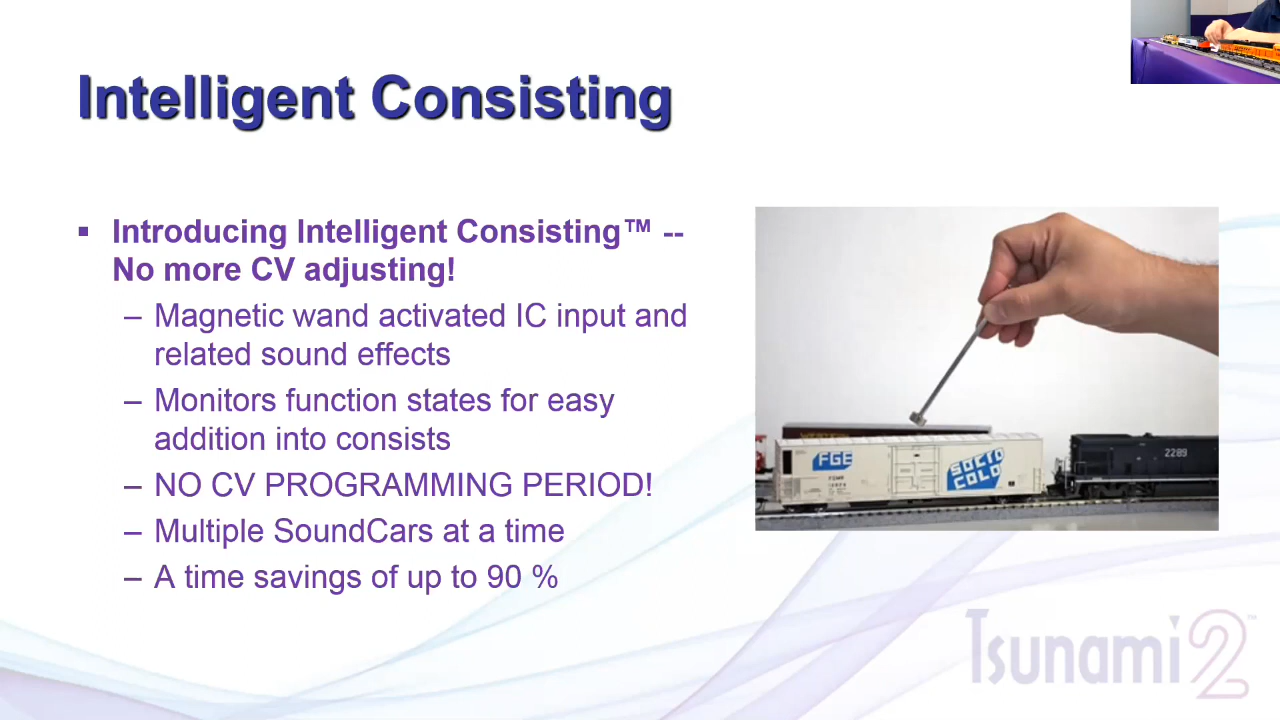 Intelligent Consisting
▪ Introducing Intelligent Consisting™ --
No more CV adjusting!
– Magnetic wand activated IC input and
related sound effects
– Monitors function states for easy
addition into consists
– NO CV PROGRAMMING PERIOD!
– Multiple SoundCars at a time
– A time savings of up to 90 %
FGE
SOLID
COLD
2289
Tsunami2™